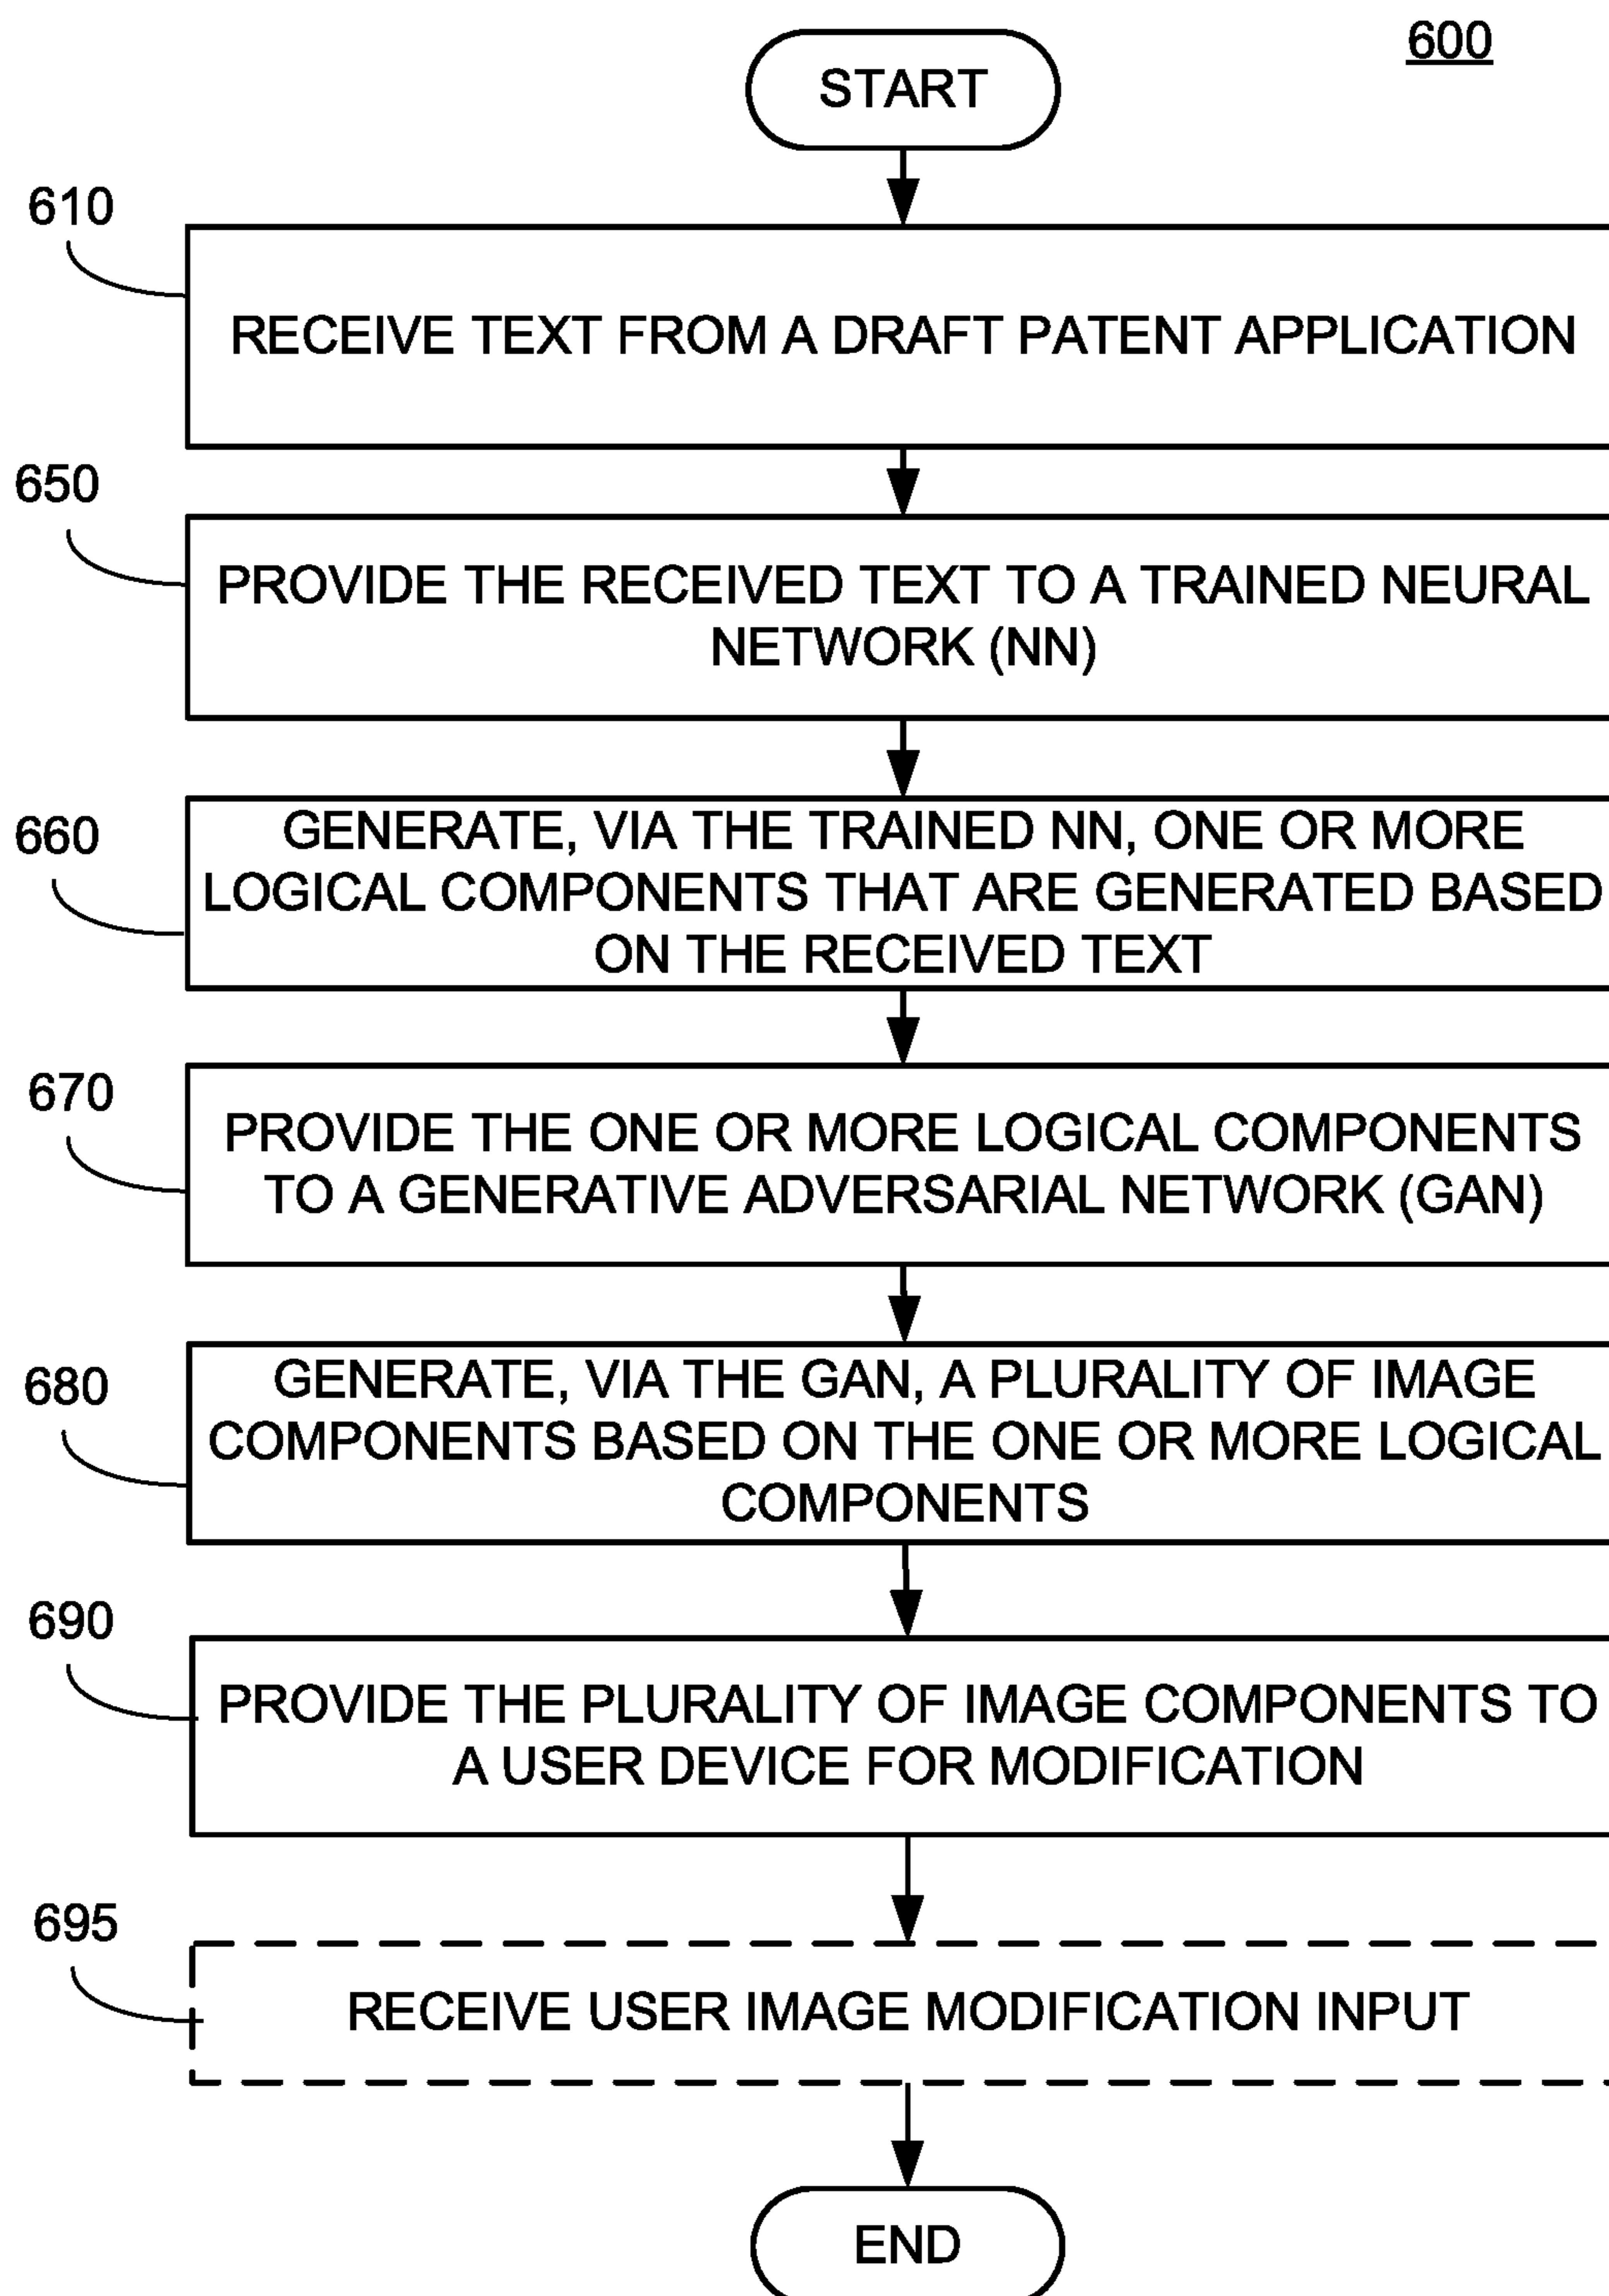 600
START
610
RECEIVE TEXT FROM A DRAFT PATENT APPLICATION
650
PROVIDE THE RECEIVED TEXT TO A TRAINED NEURAL
NETWORK (NN)
660
GENERATE, VIA THE TRAINED NN, ONE OR MORE
LOGICAL COMPONENTS THAT ARE GENERATED BASED
ON THE RECEIVED TEXT
670
PROVIDE THE ONE OR MORE LOGICAL COMPONENTS
TO A GENERATIVE ADVERSARIAL NETWORK (GAN)
680
GENERATE, VIA THE GAN, A PLURALITY OF IMAGE
COMPONENTS BASED ON THE ONE OR MORE LOGICAL
COMPONENTS
690
PROVIDE THE PLURALITY OF IMAGE COMPONENTS TO
A USER DEVICE FOR MODIFICATION
695
RECEIVE USER IMAGE MODIFICATION INPUT
END